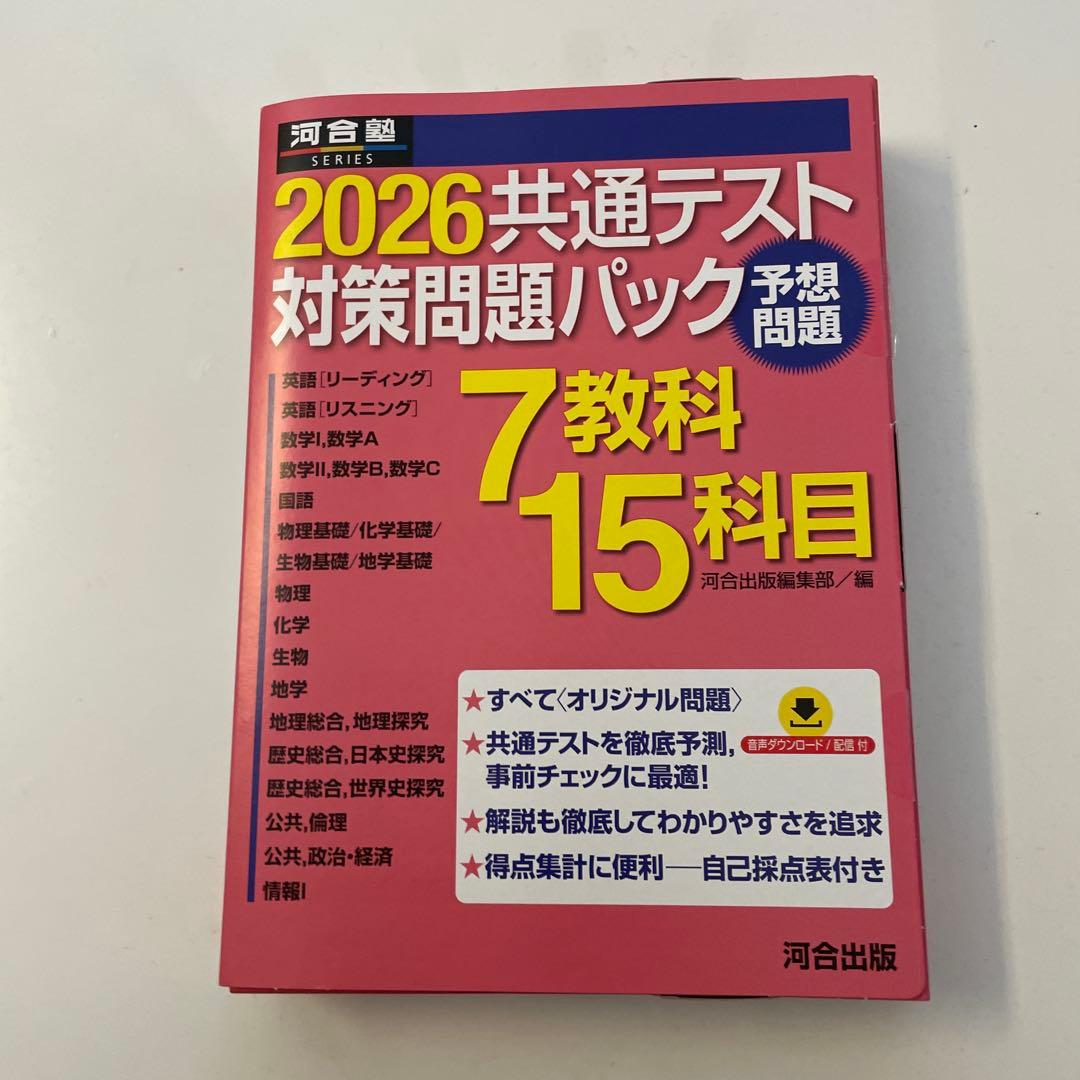 河合塾
SERIES
2026共通テスト
対策問題パック
予想
問題
英語[リーディング]
英語[リスニング]
数学I,数学A
数学II,数学B,数学C
国語
物理基礎/化学基礎/
生物基礎/地学基礎
物理
化学
生物
地学
地理総合,地理探究
歴史総合,日本史探究
歴史総合,世界史探究
公共,倫理
公共,政治・経済
情報I
7教科
15科目
河合出版編集部/編
★すべて〈オリジナル問題〉
音声ダウンロード/配信 付
★共通テストを徹底予測,
事前チェックに最適!
★解説も徹底してわかりやすさを追求
★得点集計に便利──自己採点表付き
河合出版